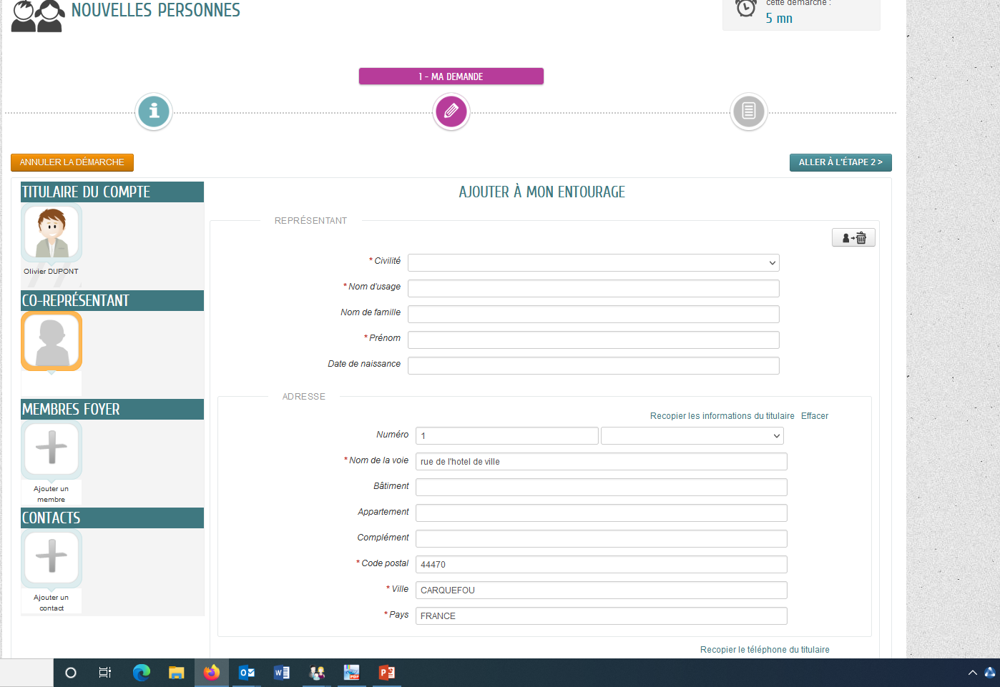 NOUVELLES PERSONNES
cette démarche :
5 mn
1 - MA DEMANDE
ANNULER LA DÉMARCHE
ALLER À L'ÉTAPE 2 >
TITULAIRE DU COMPTE
Olivier DUPONT
CO-REPRÉSENTANT
MEMBRES FOYER
Ajouter un
membre
CONTACTS
Ajouter un
contact
AJOUTER À MON ENTOURAGE
REPRÉSENTANT
* Civilité
* Nom d'usage
Nom de famille
* Prénom
Date de naissance
ADRESSE
Recopier les informations du titulaire Effacer
Numéro 1
* Nom de la voie rue de l'hotel de ville
Bâtiment
Appartement
Complément
* Code postal 44470
* Ville CARQUEFOU
* Pays FRANCE
Recopier le téléphone du titulaire